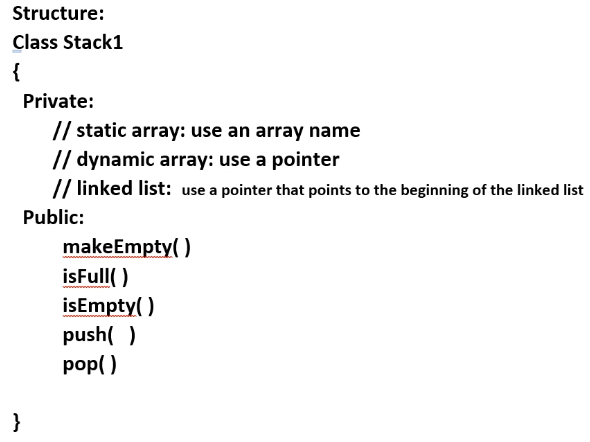 Structure:
Class Stack1
{
Private:
// static array: use an array name
// dynamic array: use a pointer
// linked list: use a pointer that points to the beginning of the linked list
Public:
makeEmpty( )
isFull( )
isEmpty( )
push(  )
pop( )
}